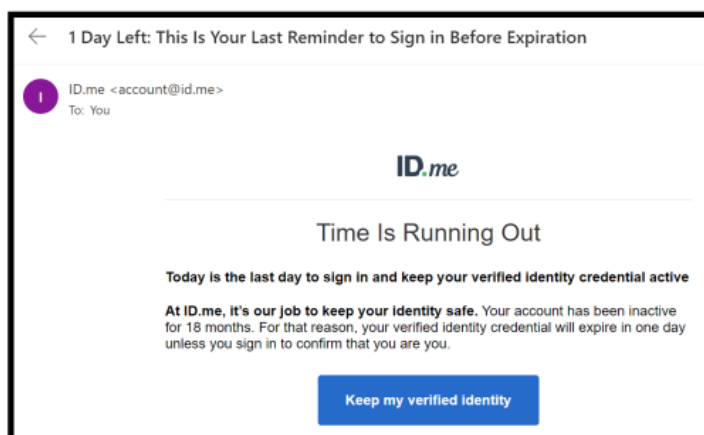 1 Day Left: This Is Your Last Reminder to Sign in Before Expiration
I
ID.me <account@id.me>
To: You
ID.me
Time Is Running Out
Today is the last day to sign in and keep your verified identity credential active
At ID.me, it's our job to keep your identity safe. Your account has been inactive
for 18 months. For that reason, your verified identity credential will expire in one day
unless you sign in to confirm that you are you.
Keep my verified identity